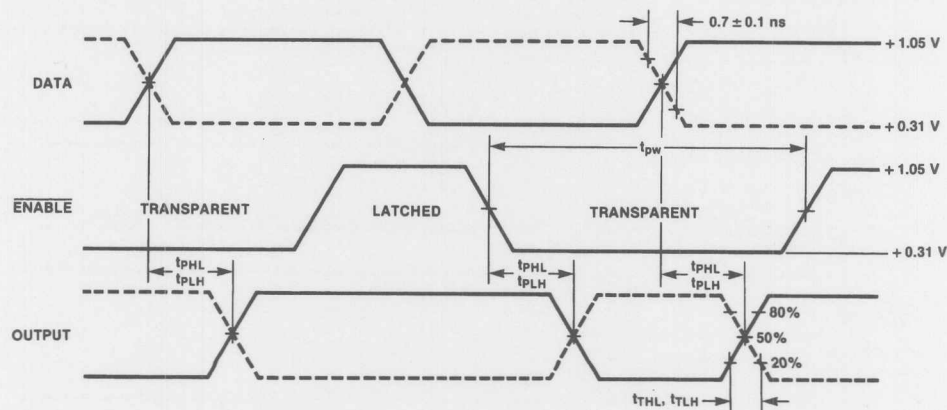 0.7 ± 0.1 ns
+ 1.05 V
DATA
+ 0.31 V
tpw
+ 1.05 V
ENABLE
TRANSPARENT
LATCHED
TRANSPARENT
+ 0.31 V
tPHL
tPLH
tPHL
tPLH
tPHL
tPLH
80%
OUTPUT
50%
20%
tTHL, tTLH